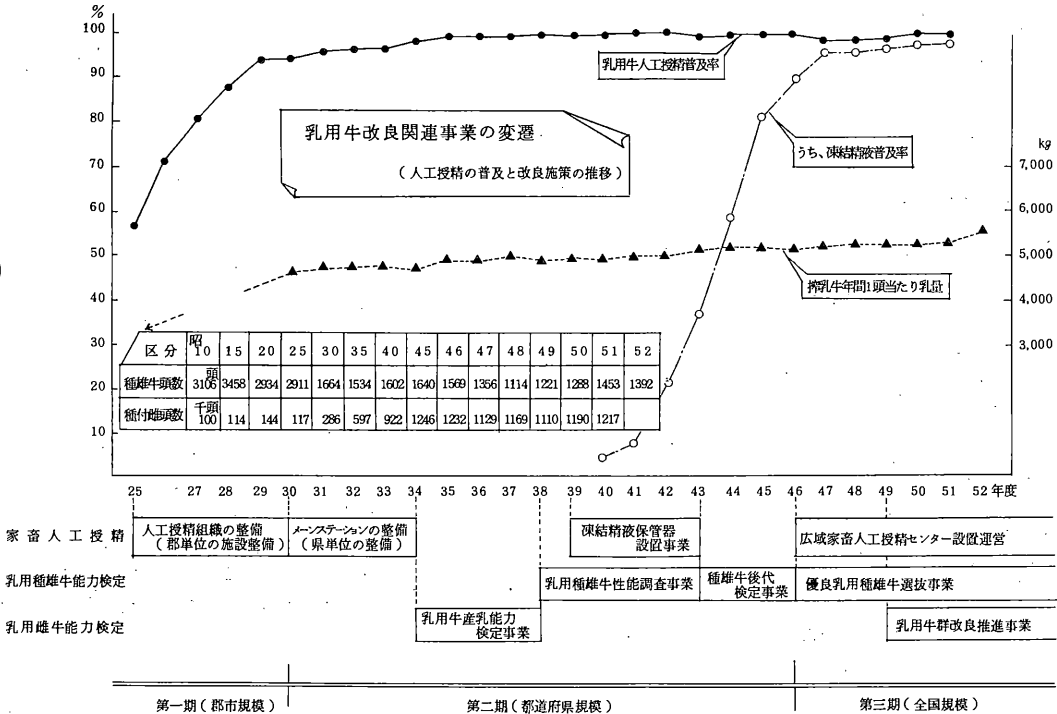 %
100
90
80
70
60
50
40
30
20
10
乳用牛人工授精普及率
乳用牛改良関連事業の変遷
(人工授精の普及と改良施策の推移)
うち、凍結精液普及率
kg
7,000
6,000
5,000
4,000
3,000
搾乳牛年間1頭当たり乳量
区分 昭10 15 20 25 30 35 40 45 46 47 48 49 50 51 52
種雄牛頭数 頭3106 3458 2934 2911 1664 1534 1602 1640 1569 1356 1114 1221 1288 1453 1392
種付雌頭数 千頭100 114 144 117 286 597 922 1246 1232 1129 1169 1110 1190 1217
25 27 28 29 30 31 32 33 34 35 36 37 38 39 40 41 42 43 44 45 46 47 48 49 50 51 52 年度
家畜人工授精
人工授精組織の整備
(郡単位の施設整備)
メーンステーションの整備
(県単位の整備)
凍結精液保管器
設置事業
広域家畜人工授精センター設置運営
乳用種雄牛能力検定
乳用種雄牛性能調査事業
種雄牛後代
検定事業
優良乳用種雄牛選抜事業
乳用雌牛能力検定
乳用牛産乳能力
検定事業
乳用牛群改良推進事業
第一期(郡市規模)
第二期(都道府県規模)
第三期(全国規模)